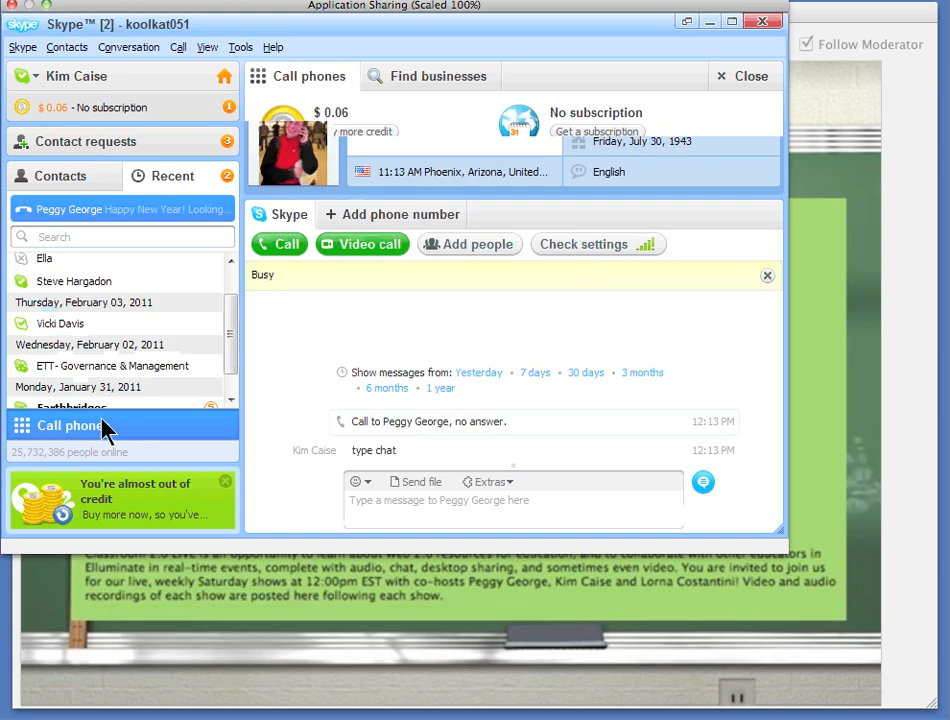 Application Sharing (Scaled 100%)
skype Skype™ [2] - koolkat051
Skype Contacts Conversation Call View Tools Help
Follow Moderator
Kim Caise
$ 0.06 - No subscription 1
Contact requests 3
Contacts Recent 2
Peggy George Happy New Year! Looking...
Search
Ella
Steve Hargadon
Thursday, February 03, 2011
Vicki Davis
Wednesday, February 02, 2011
ETT- Governance & Management
Monday, January 31, 2011
Earthbridges 5
Call phone
25,732,386 people online
You're almost out of
credit
Buy more now, so you've...
Call phones Find businesses Close
$ 0.06
more credit
31
No subscription
Get a subscription
Friday, July 30, 1943
11:13 AM Phoenix, Arizona, United...
English
Skype + Add phone number
Call Video call Add people Check settings
Busy
Show messages from: Yesterday • 7 days • 30 days • 3 months
• 6 months • 1 year
Call to Peggy George, no answer. 12:13 PM
Kim Caise type chat 12:13 PM
Send file Extras
Type a message to Peggy George here
Classroom 2.0 LIVE is an opportunity to learn about Web 2.0 resources for education, and to collaborate with other educators in
Elluminate in real-time events, complete with audio, chat, desktop sharing, and sometimes even video. You are invited to join us
for our live, weekly Saturday shows at 12:00pm EST with co-hosts Peggy George, Kim Caise and Lorna Costantini! Video and audio
recordings of each show are posted here following each show.